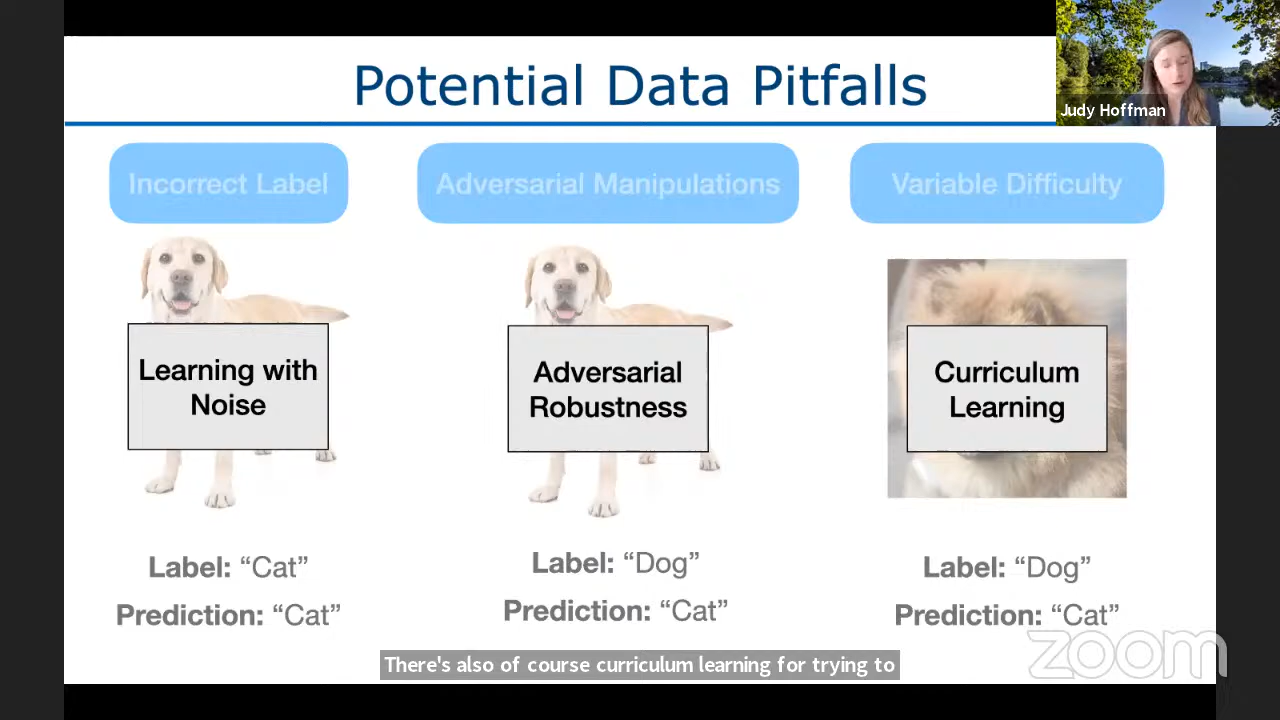 Potential Data Pitfalls
Judy Hoffman
Incorrect Label
Adversarial Manipulations
Variable Difficulty
Learning with
Noise
Adversarial
Robustness
Curriculum
Learning
Label: “Cat”
Prediction: “Cat”
Label: “Dog”
Prediction: “Cat”
Label: “Dog”
Prediction: “Cat”
There's also of course curriculum learning for trying to
zoom